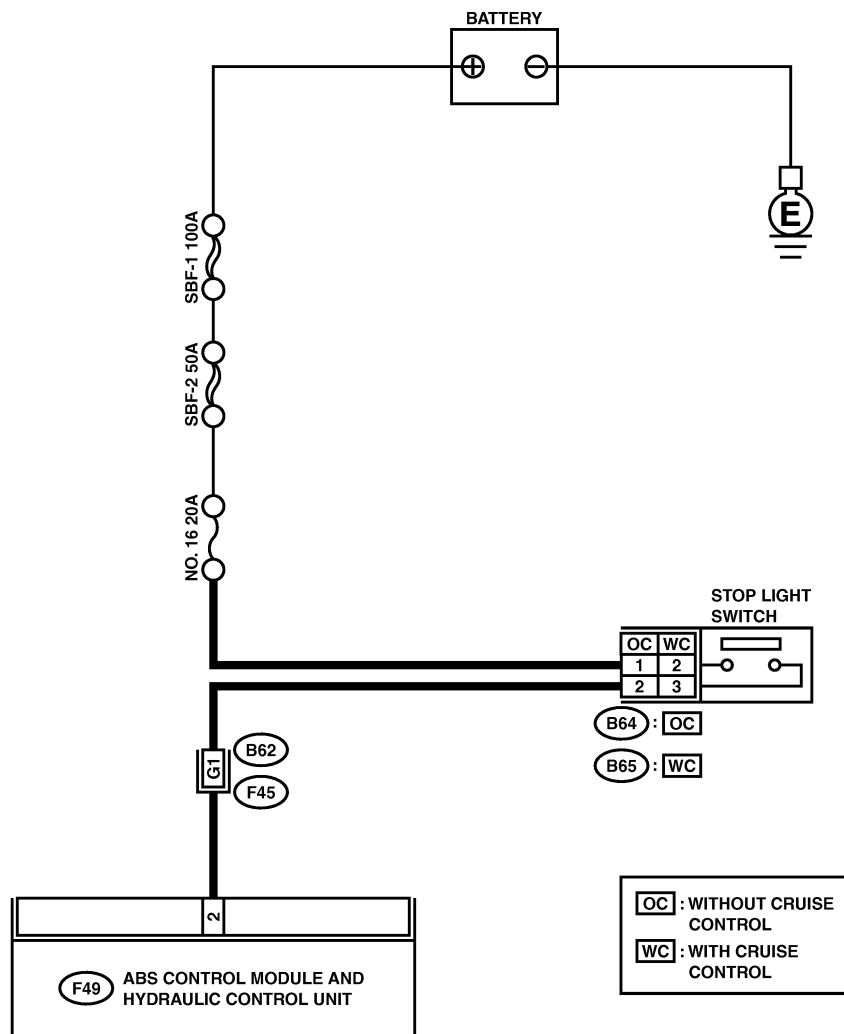 BATTERY
E
SBF-1 100A
SBF-2 50A
NO. 16 20A
STOP LIGHT
SWITCH
OC WC
1 2
2 3
B64 : OC
B65 : WC
B62
G1
F45
2
F49 ABS CONTROL MODULE AND
HYDRAULIC CONTROL UNIT
OC : WITHOUT CRUISE
CONTROL
WC : WITH CRUISE
CONTROL